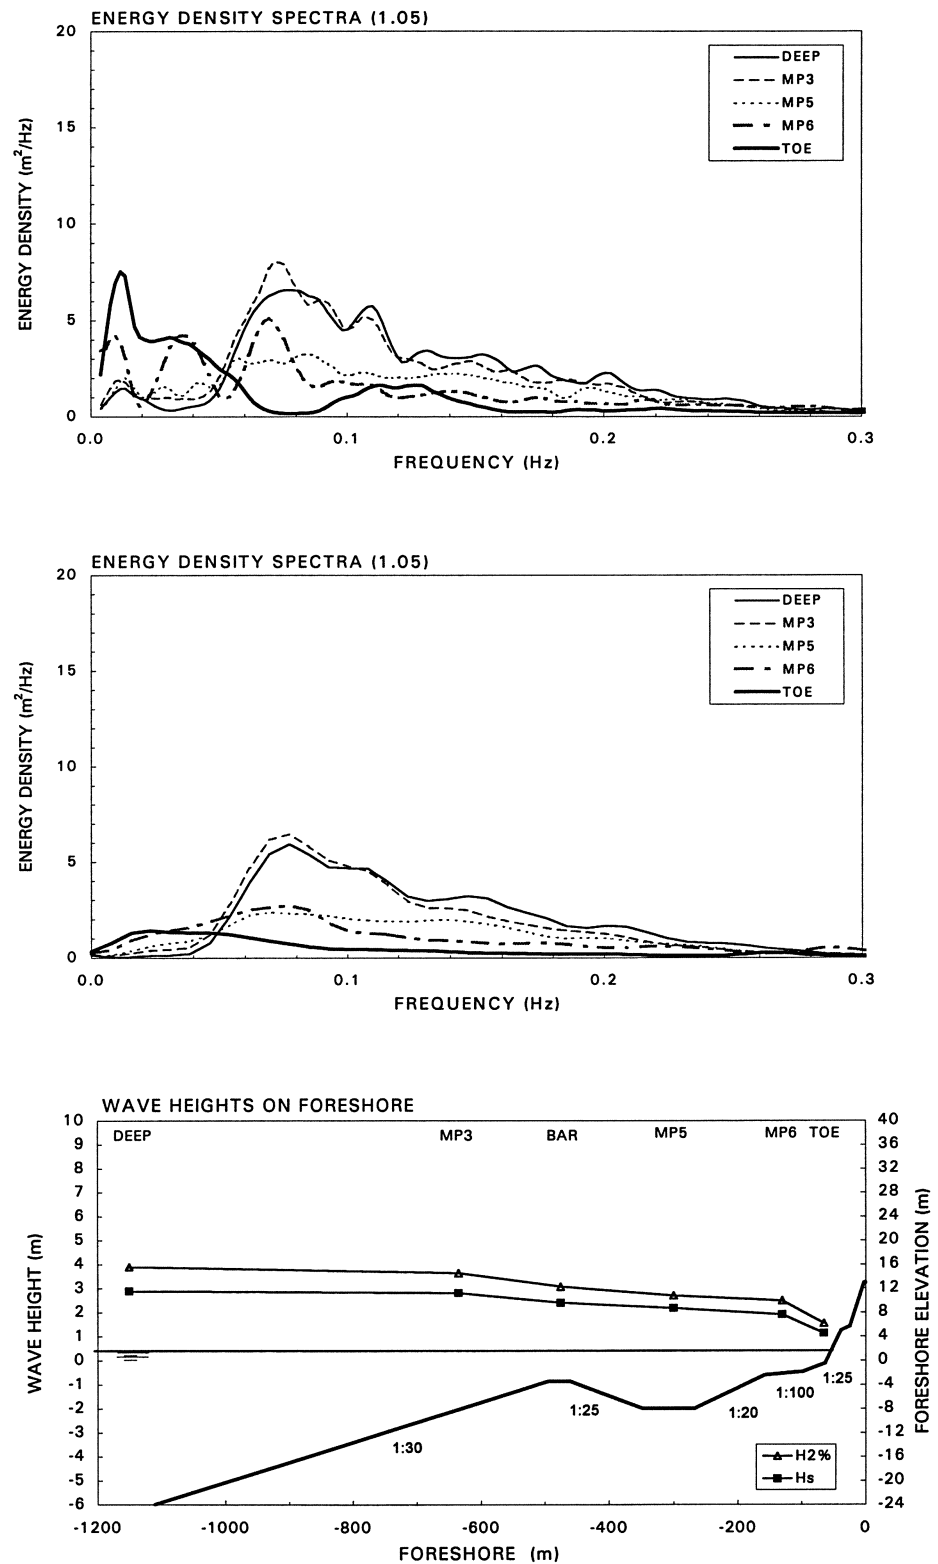 ENERGY DENSITY SPECTRA (1.05)
20
15
10
5
0
ENERGY DENSITY (m²/Hz)
DEEP
MP3
MP5
MP6
TOE
0.0 0.1 0.2 0.3
FREQUENCY (Hz)
ENERGY DENSITY SPECTRA (1.05)
20
15
10
5
0
ENERGY DENSITY (m²/Hz)
DEEP
MP3
MP5
MP6
TOE
0.0 0.1 0.2 0.3
FREQUENCY (Hz)
WAVE HEIGHTS ON FORESHORE
DEEP MP3 BAR MP5 MP6 TOE
10 40
9 36
8 32
7 28
6 24
5 20
4 16
3 12
2 8
1 4
0 0
-1 -4
-2 -8
-3 -12
-4 -16
-5 -20
-6 -24
WAVE HEIGHT (m)
FORESHORE ELEVATION (m)
1:30
1:25
1:20
1:100
1:25
H2%
Hs
-1200 -1000 -800 -600 -400 -200 0
FORESHORE (m)